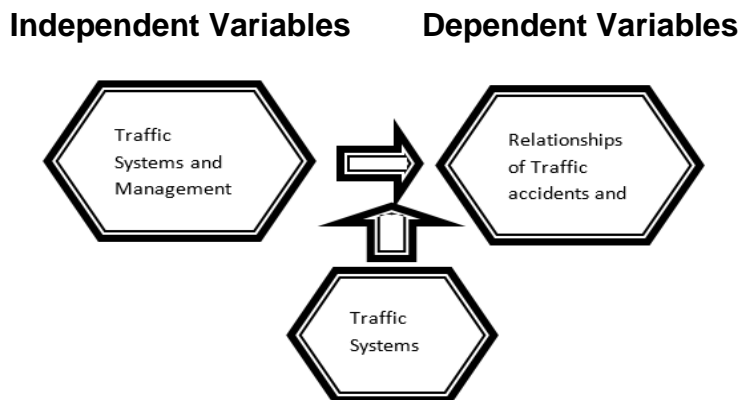 Independent Variables Dependent Variables
Traffic
Systems and
Management
Relationships
of Traffic
accidents and
Traffic
Systems